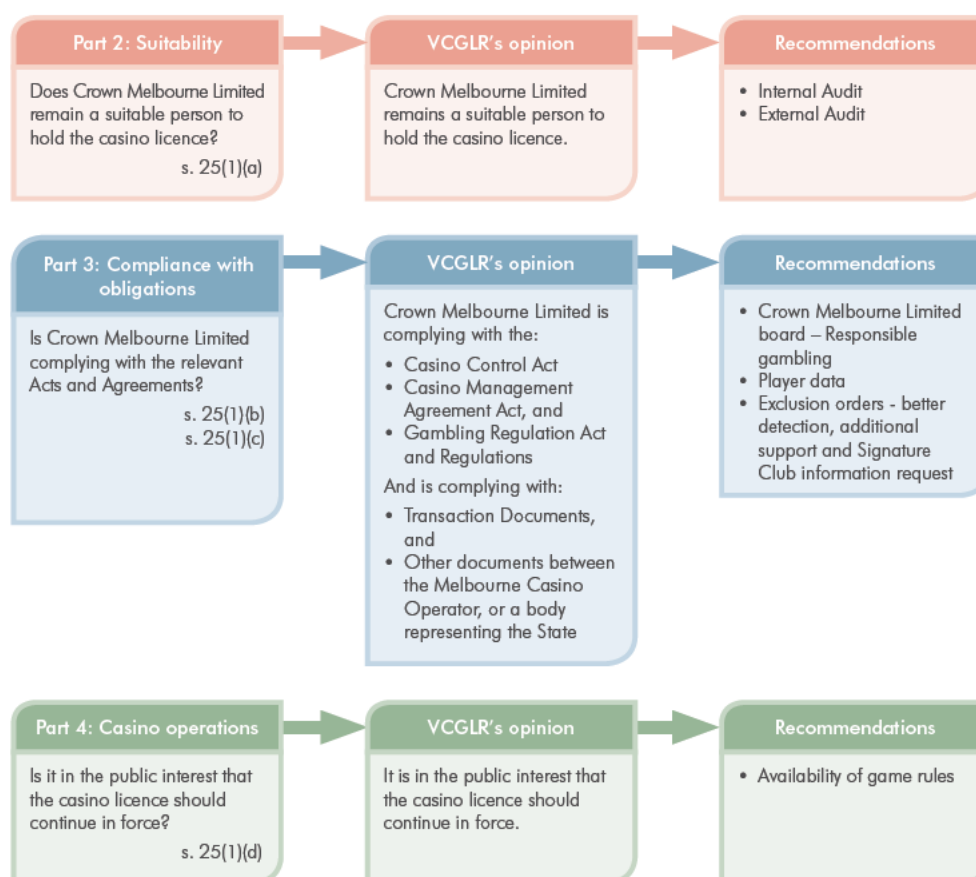 Part 2: Suitability
Does Crown Melbourne Limited
remain a suitable person to
hold the casino licence?
s. 25(1)(a)
VCGLR's opinion
Crown Melbourne Limited
remains a suitable person to
hold the casino licence.
Recommendations
• Internal Audit
• External Audit
Part 3: Compliance with
obligations
Is Crown Melbourne Limited
complying with the relevant
Acts and Agreements?
s. 25(1)(b)
s. 25(1)(c)
VCGLR's opinion
Crown Melbourne Limited is
complying with the:
• Casino Control Act
• Casino Management
Agreement Act, and
• Gambling Regulation Act
and Regulations
And is complying with:
• Transaction Documents,
and
• Other documents between
the Melbourne Casino
Operator, or a body
representing the State
Recommendations
• Crown Melbourne Limited
board – Responsible
gambling
• Player data
• Exclusion orders - better
detection, additional
support and Signature
Club information request
Part 4: Casino operations
Is it in the public interest that
the casino licence should
continue in force?
s. 25(1)(d)
VCGLR's opinion
It is in the public interest that
the casino licence should
continue in force.
Recommendations
• Availability of game rules